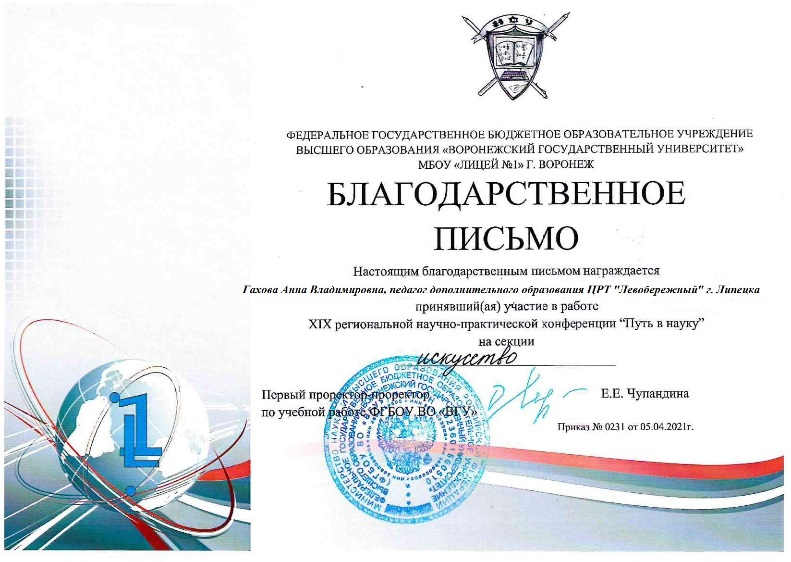 ФЕДЕРАЛЬНОЕ ГОСУДАРСТВЕННОЕ БЮДЖЕТНОЕ ОБРАЗОВАТЕЛЬНОЕ УЧРЕЖДЕНИЕ
ВЫСШЕГО ОБРАЗОВАНИЯ «ВОРОНЕЖСКИЙ ГОСУДАРСТВЕННЫЙ УНИВЕРСИТЕТ»
МБОУ «ЛИЦЕЙ №1» Г. ВОРОНЕЖ
БЛАГОДАРСТВЕННОЕ
ПИСЬМО
Настоящим благодарственным письмом награждается
Гахова Анна Владимировна, педагог дополнительного образования ЦРТ "Левобережный" г. Липецка
принявший(ая) участие в работе
XIX региональной научно-практической конференции “Путь в науку”
на секции
искусство
Первый проректор-проректор
по учебной работе ФГБОУ ВО «ВГУ»
Е.Е. Чупандина
Приказ № 0231 от 05.04.2021г.